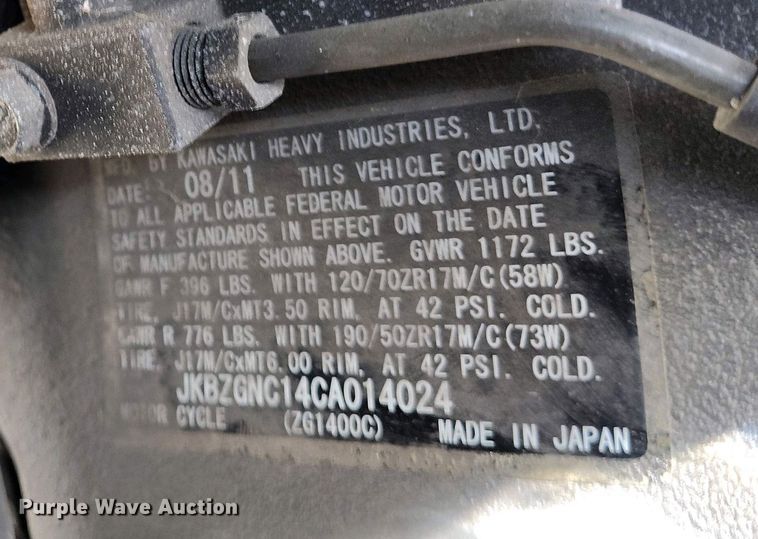 MFD. BY KAWASAKI HEAVY INDUSTRIES, LTD.
DATE: 08/11 THIS VEHICLE CONFORMS
TO ALL APPLICABLE FEDERAL MOTOR VEHICLE
SAFETY STANDARDS IN EFFECT ON THE DATE
OF MANUFACTURE SHOWN ABOVE. GVWR 1172 LBS.
GAWR F 396 LBS. WITH 120/70ZR17M/C(58W)
TIRE, J17M/CxMT3.50 RIM, AT 42 PSI. COLD.
GAWR R 776 LBS. WITH 190/50ZR17M/C(73W)
TIRE, J17M/CxMT6.00 RIM, AT 42 PSI. COLD.
JKBZGNC14CA014024
MOTOR CYCLE (ZG1400C) MADE IN JAPAN
Purple Wave Auction